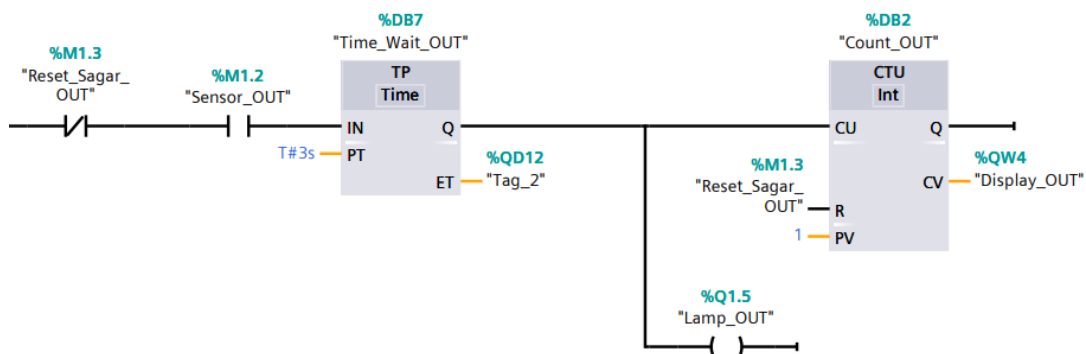 %DB7
"Time_Wait_OUT"
%DB2
"Count_OUT"
%M1.3
"Reset_Sagar_
OUT"
%M1.2
"Sensor_OUT"
TP
Time
IN
Q
T#3s
PT
ET
%QD12
"Tag_2"
CTU
Int
CU
Q
%M1.3
"Reset_Sagar_
OUT"
R
1
PV
CV
%QW4
"Display_OUT"
%Q1.5
"Lamp_OUT"